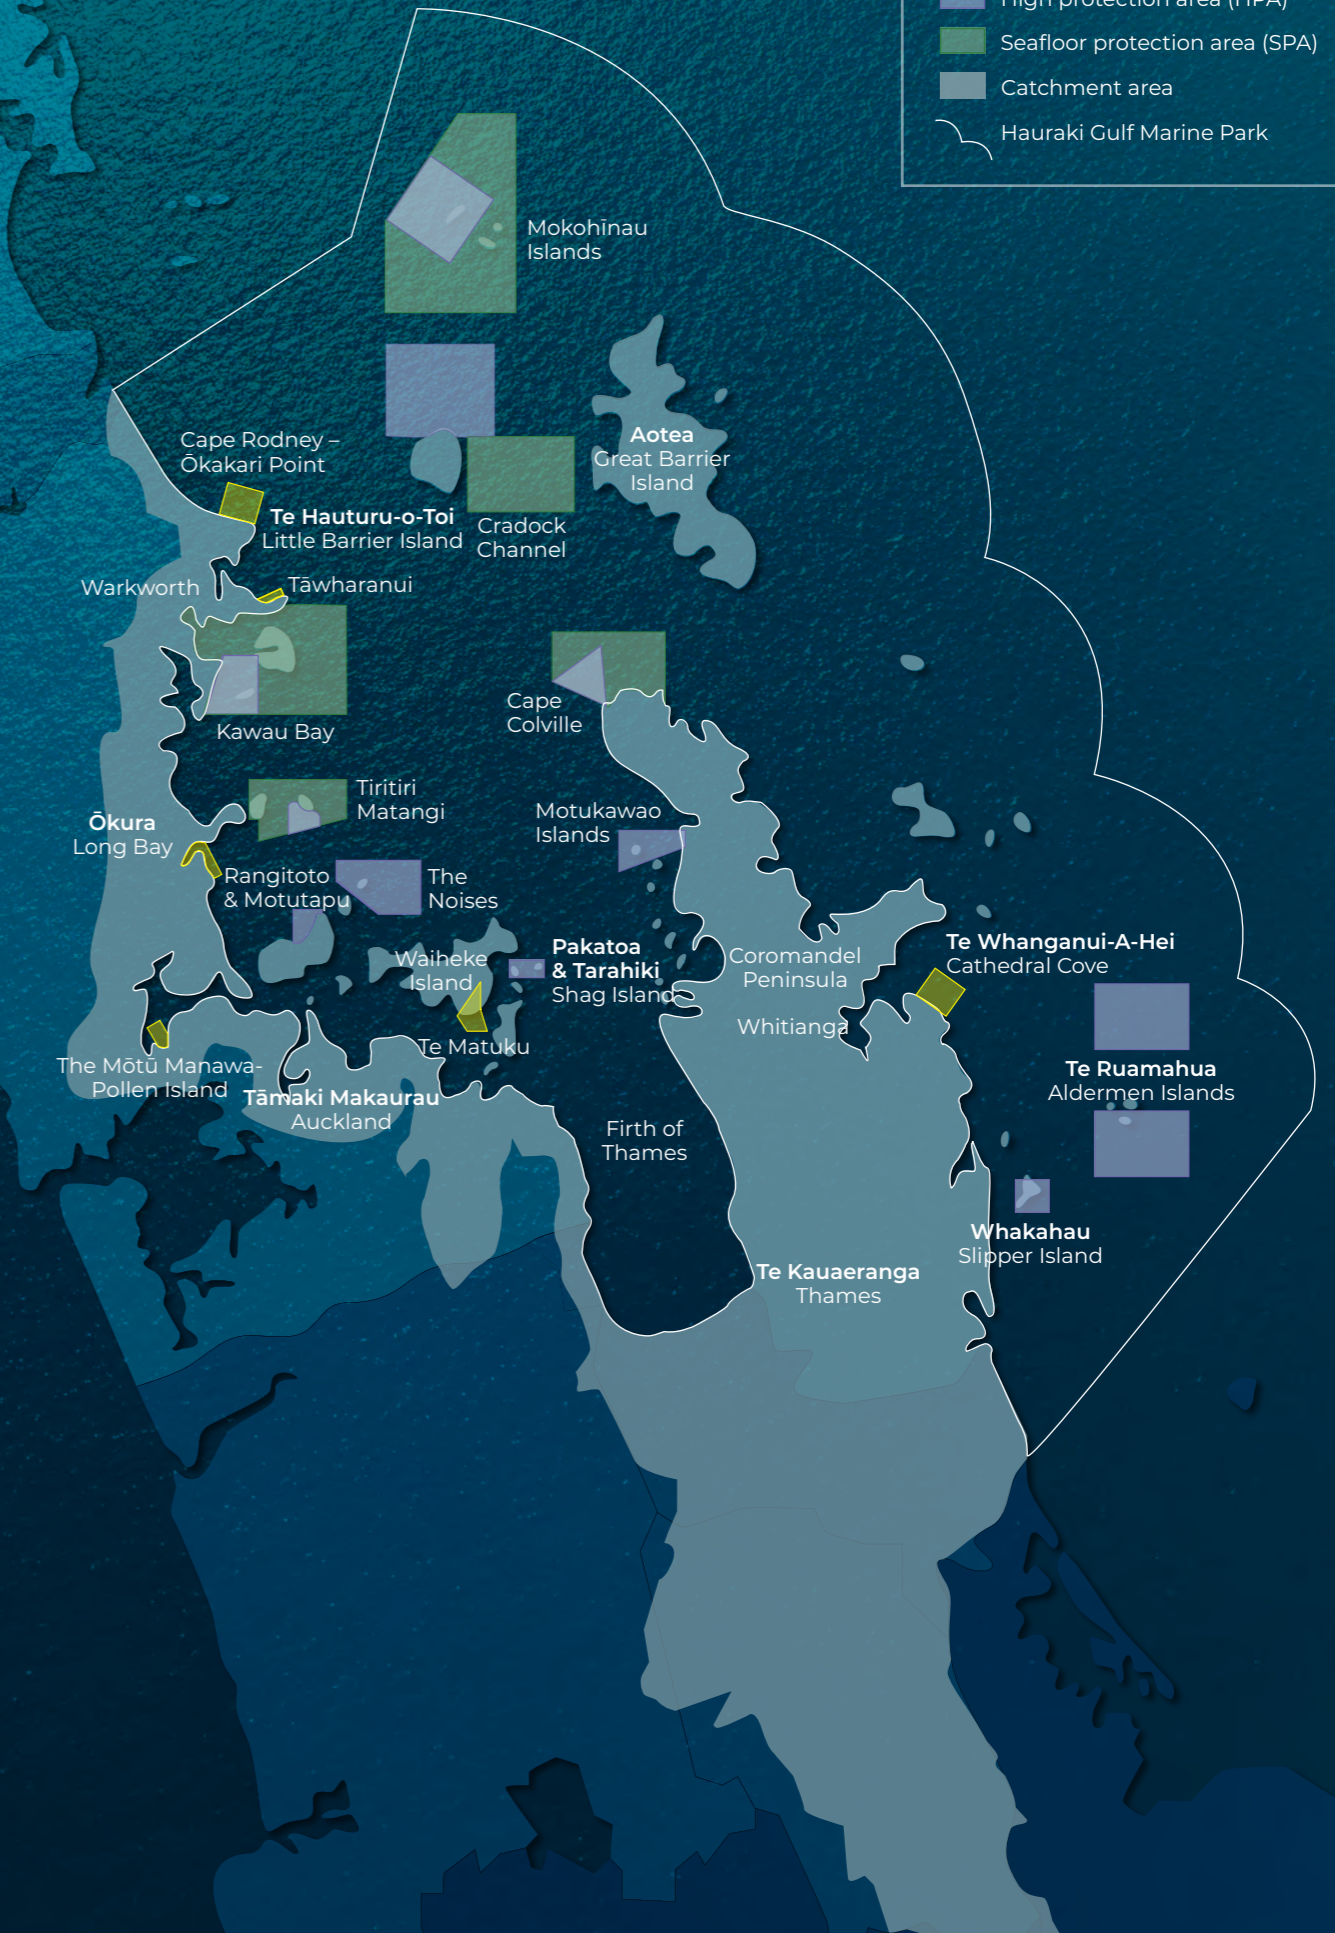 High protection area (HPA)
Seafloor protection area (SPA)
Catchment area
Hauraki Gulf Marine Park
Mokohīnau
Islands
Aotea
Great Barrier
Island
Cape Rodney –
Ōkakari Point
Te Hauturu-o-Toi
Little Barrier Island
Cradock
Channel
Warkworth
Tāwharanui
Kawau Bay
Cape
Colville
Tiritiri
Matangi
Motukawao
Islands
Ōkura
Long Bay
Rangitoto
& Motutapu
The
Noises
Waiheke
Island
Pakatoa
& Tarahiki
Shag Island
Coromandel
Peninsula
Te Whanganui-A-Hei
Cathedral Cove
Whitianga
Te Matuku
The Mōtū Manawa-
Pollen Island
Tāmaki Makaurau
Auckland
Te Ruamahua
Aldermen Islands
Firth of
Thames
Whakahau
Slipper Island
Te Kauaeranga
Thames